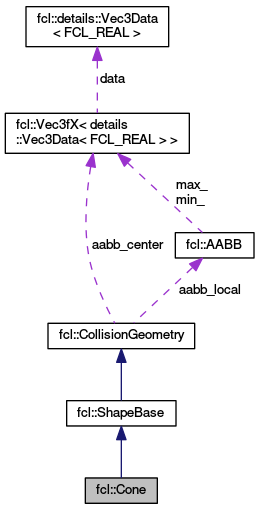 fcl::details::Vec3Data
< FCL_REAL >
data
fcl::Vec3fX< details
::Vec3Data< FCL_REAL > >
max_
min_
aabb_center
fcl::AABB
aabb_local
fcl::CollisionGeometry
fcl::ShapeBase
fcl::Cone